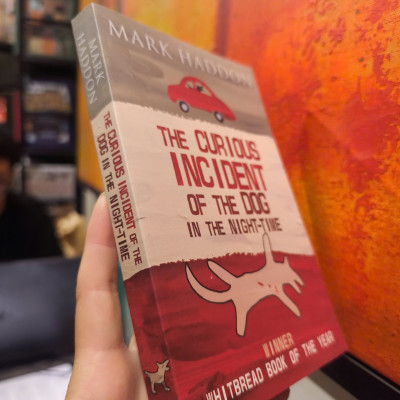 MARK HADDON
THE CURIOUS INCIDENT OF THE
DOG IN THE NIGHT-TIME
MARK HADDON
THE CURIOUS
INCIDENT
OF THE DOG
IN THE NIGHT-TIME
WINNER
WHITBREAD BOOK OF THE YEAR